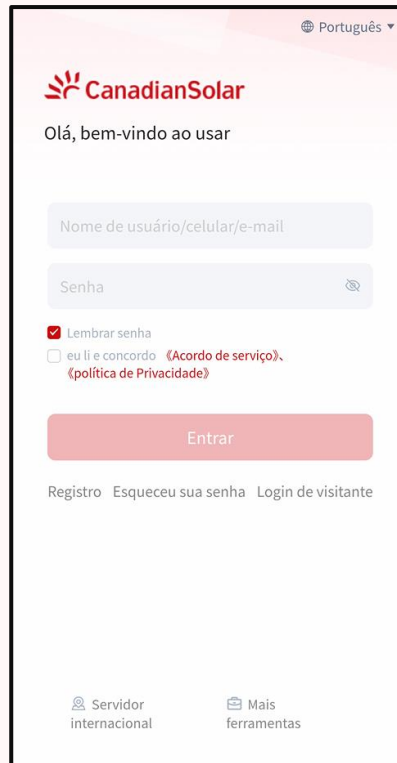 Português
CanadianSolar
Olá, bem-vindo ao usar
Nome de usuário/celular/e-mail
Senha
Lembrar senha
eu li e concordo 《Acordo de serviço》、
《política de Privacidade》
Entrar
Registro Esqueceu sua senha Login de visitante
Servidor internacional
Mais ferramentas